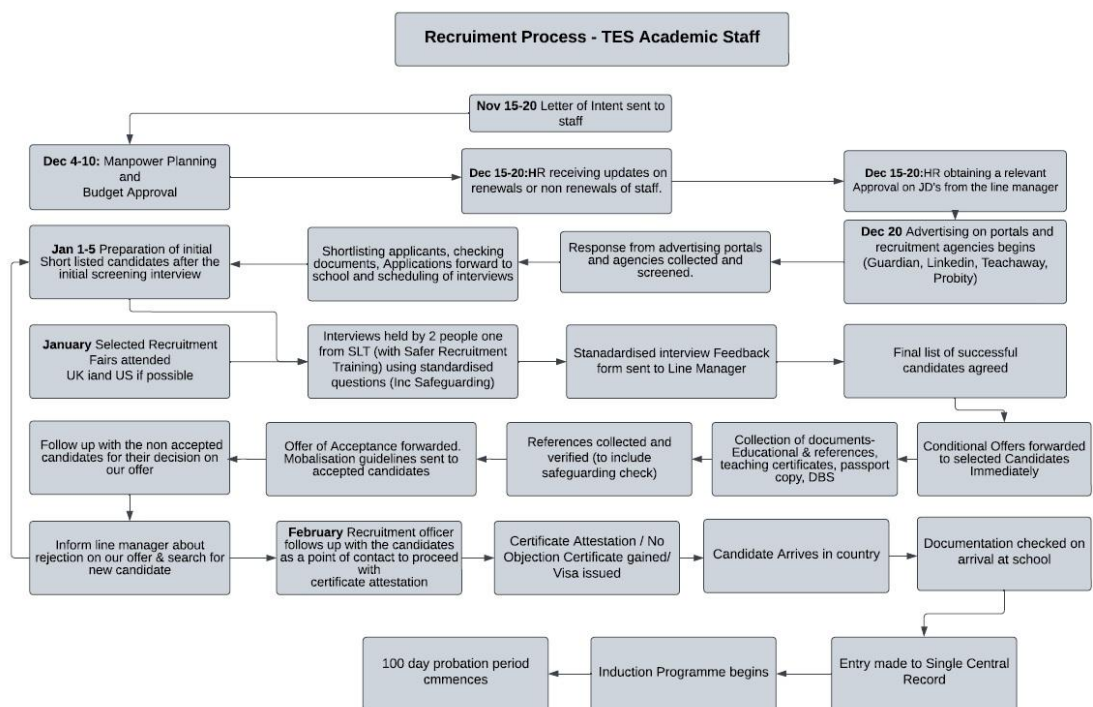 Recruiment Process - TES Academic Staff
Nov 15-20 Letter of Intent sent to
staff
Dec 4-10: Manpower Planning
and
Budget Approval
Dec 15-20:HR receiving updates on
renewals or non renewals of staff.
Dec 15-20:HR obtaining a relevant
Approval on JD's from the line manager
Dec 20 Advertising on portals and
recruitment agencies begins
(Guardian, Linkedin, Teachaway,
Probity)
Response from advertising portals
and agencies collected and
screened.
Shortlisting applicants, checking
documents, Applications forward to
school and scheduling of interviews
Jan 1-5 Preparation of initial
Short listed candidates after the
initial screening interview
January Selected Recruitment
Fairs attended
UK iand US if possible
Interviews held by 2 people one
from SLT (with Safer Recruitment
Training) using standardised
questions (Inc Safeguarding)
Stanadardised interview Feedback
form sent to Line Manager
Final list of successful
candidates agreed
Conditional Offers forwarded
to selected Candidates
Immediately
Collection of documents-
Educational & references,
teaching certificates, passport
copy, DBS
References collected and
verified (to include
safeguarding check)
Offer of Acceptance forwarded.
Mobalisation guidelines sent to
accepted candidates
Follow up with the non accepted
candidates for their decision on
our offer
Inform line manager about
rejection on our offer & search for
new candidate
February Recruitment officer
follows up with the candidates
as a point of contact to proceed
with
certificate attestation
Certificate Attestation / No
Objection Certificate gained/
Visa issued
Candidate Arrives in country
Documentation checked on
arrival at school
Entry made to Single Central
Record
Induction Programme begins
100 day probation period
cmmences